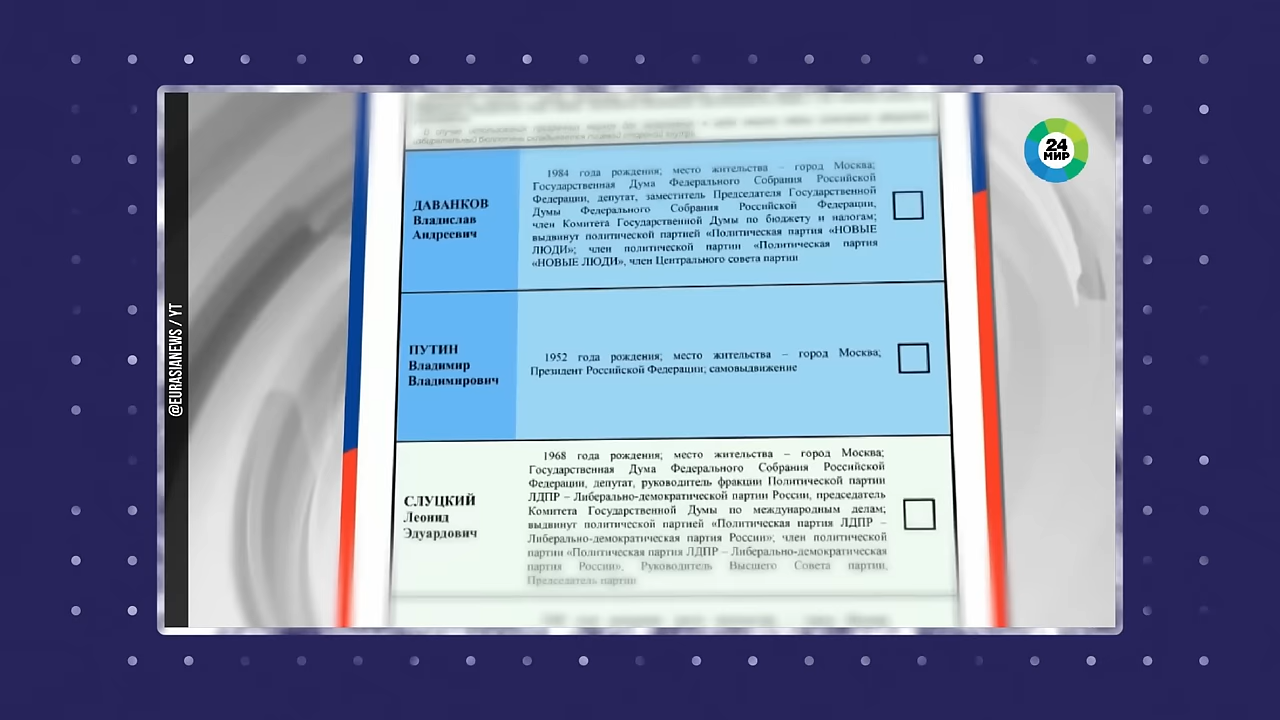 24
МИР
@EURASIANEWS / YT
ДАВАНКОВ
Владислав
Андреевич
1984 года рождения; место жительства – город Москва;
Государственная Дума Федерального Собрания Российской
Федерации, депутат, заместитель Председателя Государственной
Думы Федерального Собрания Российской Федерации,
член Комитета Государственной Думы по бюджету и налогам;
выдвинут политической партией «Политическая партия «НОВЫЕ
ЛЮДИ»; член политической партии «Политическая партия
«НОВЫЕ ЛЮДИ», член Центрального совета партии
ПУТИН
Владимир
Владимирович
1952 года рождения; место жительства – город Москва;
Президент Российской Федерации; самовыдвижение
СЛУЦКИЙ
Леонид
Эдуардович
1968 года рождения; место жительства – город Москва;
Государственная Дума Федерального Собрания Российской
Федерации, депутат, руководитель фракции Политической партии
ЛДПР – Либерально-демократической партии России, председатель
Комитета Государственной Думы по международным делам;
выдвинут политической партией «Политическая партия ЛДПР –
Либерально-демократическая партия России»; член политической
партии «Политическая партия ЛДПР – Либерально-демократическая
партия России», Руководитель Высшего Совета партии,
Председатель партии